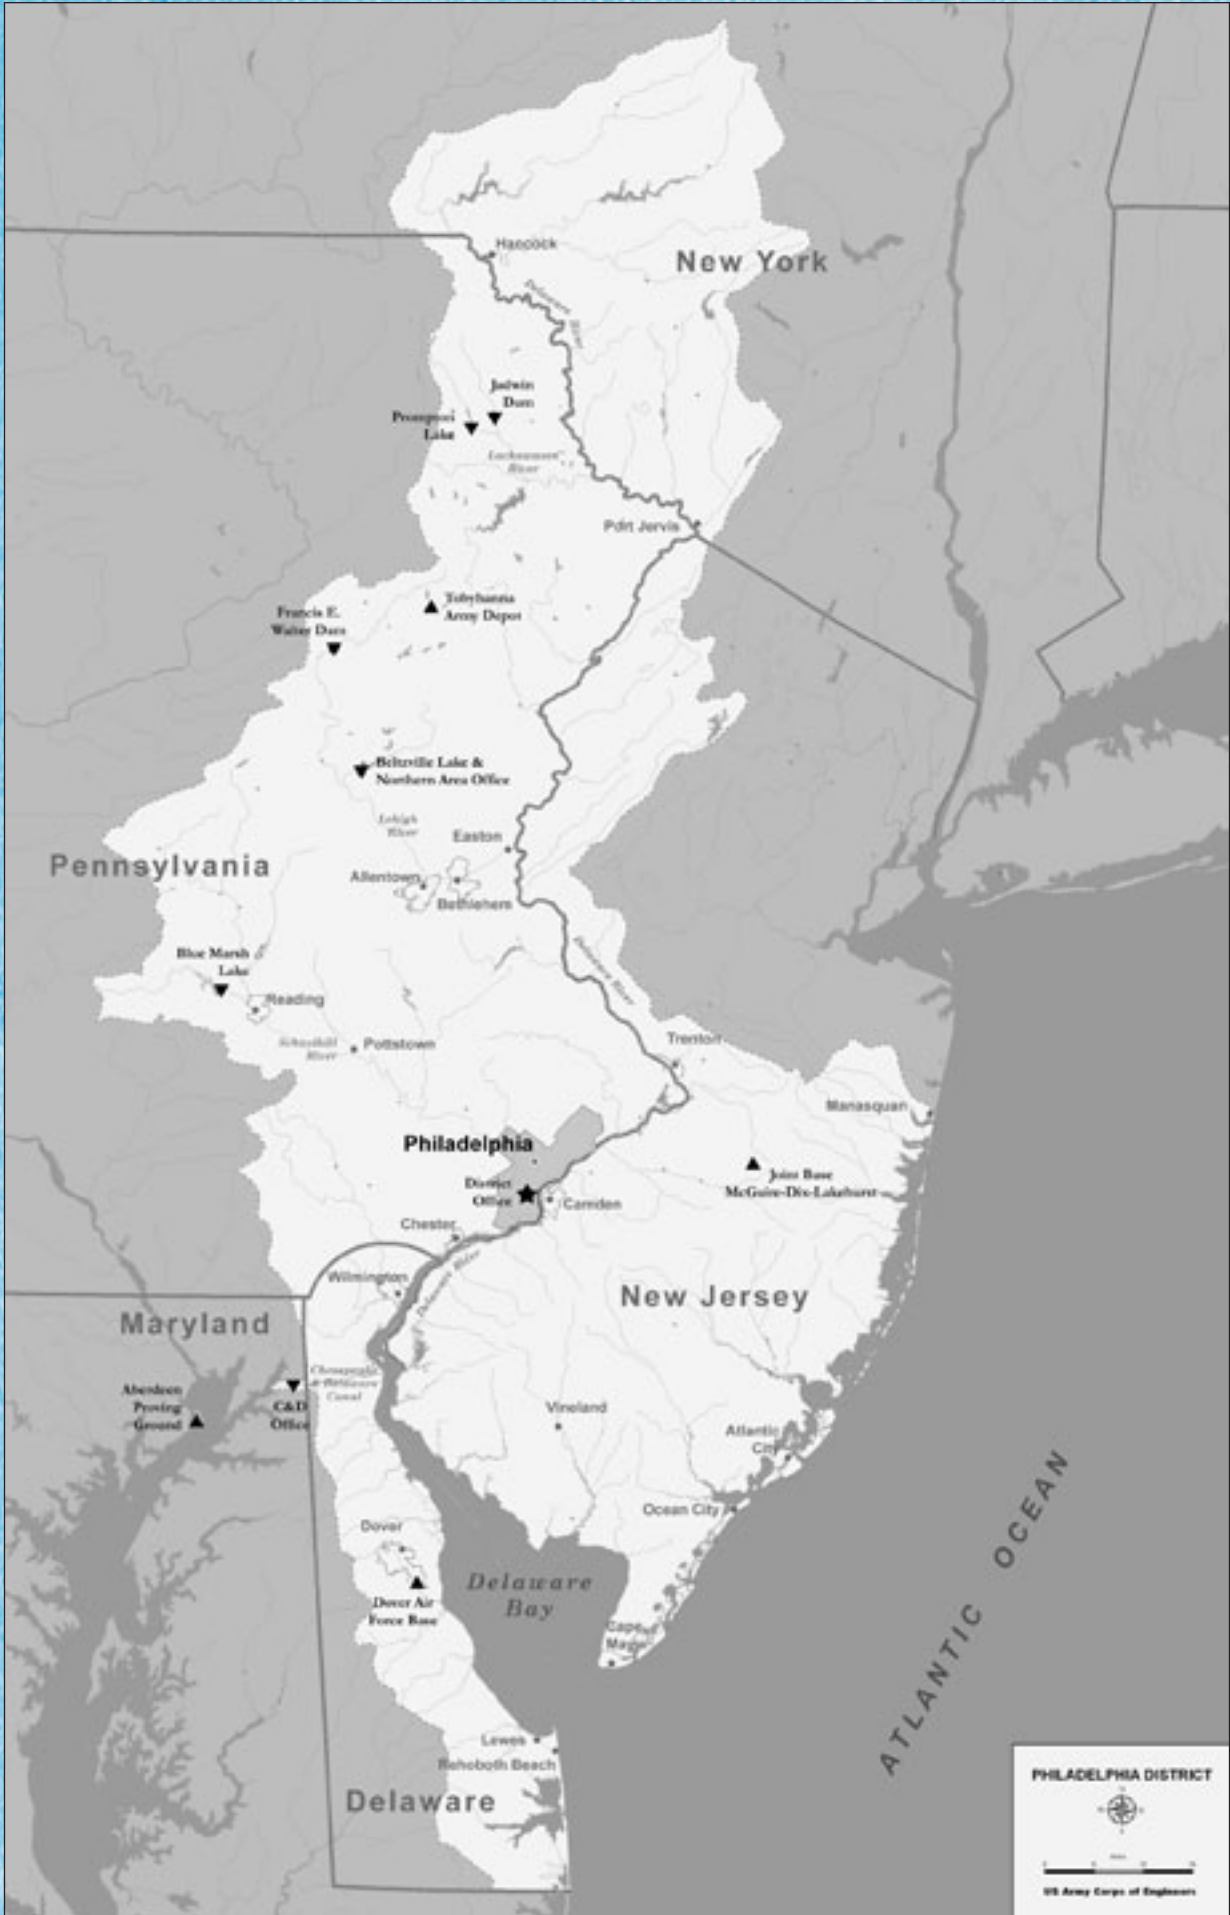 Hancock
New York
Delaware
River
Jadwin
Dam
Prompton
Lake
Lackawaxen
River
Port Jervis
Tobyhanna
Army Depot
Francis E.
Walter Dam
Beltzville Lake &
Northern Area Office
Lehigh
River
Easton
Pennsylvania
Allentown
Bethlehem
Blue Marsh
Lake
Delaware River
Reading
Schuylkill
River
Pottstown
Trenton
Manasquan
Philadelphia
District
Office
Joint Base
McGuire-Dix-Lakehurst
Camden
Chester
Delaware River
Wilmington
New Jersey
Maryland
Chesapeake
& Delaware
Canal
Aberdeen
Proving
Ground
C&D
Office
Vineland
Atlantic
City
Ocean City
Dover
Dover Air
Force Base
Delaware
Bay
Cape
May
ATLANTIC OCEAN
Lewes
Rehoboth Beach
Delaware
PHILADELPHIA DISTRICT
US Army Corps of Engineers